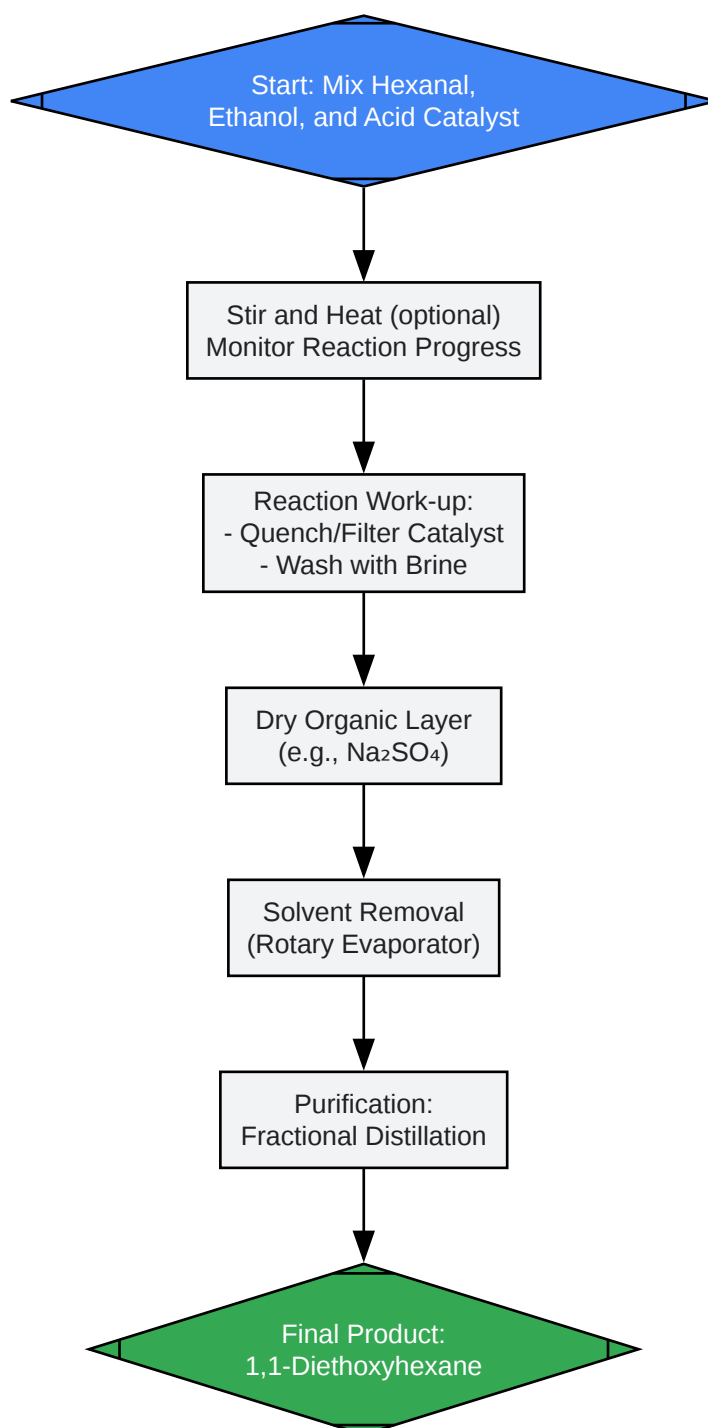 Start: Mix Hexanal,
Ethanol, and Acid Catalyst
Stir and Heat (optional)
Monitor Reaction Progress
Reaction Work-up:
- Quench/Filter Catalyst
- Wash with Brine
Dry Organic Layer
(e.g., Na₂SO₄)
Solvent Removal
(Rotary Evaporator)
Purification:
Fractional Distillation
Final Product:
1,1-Diethoxyhexane